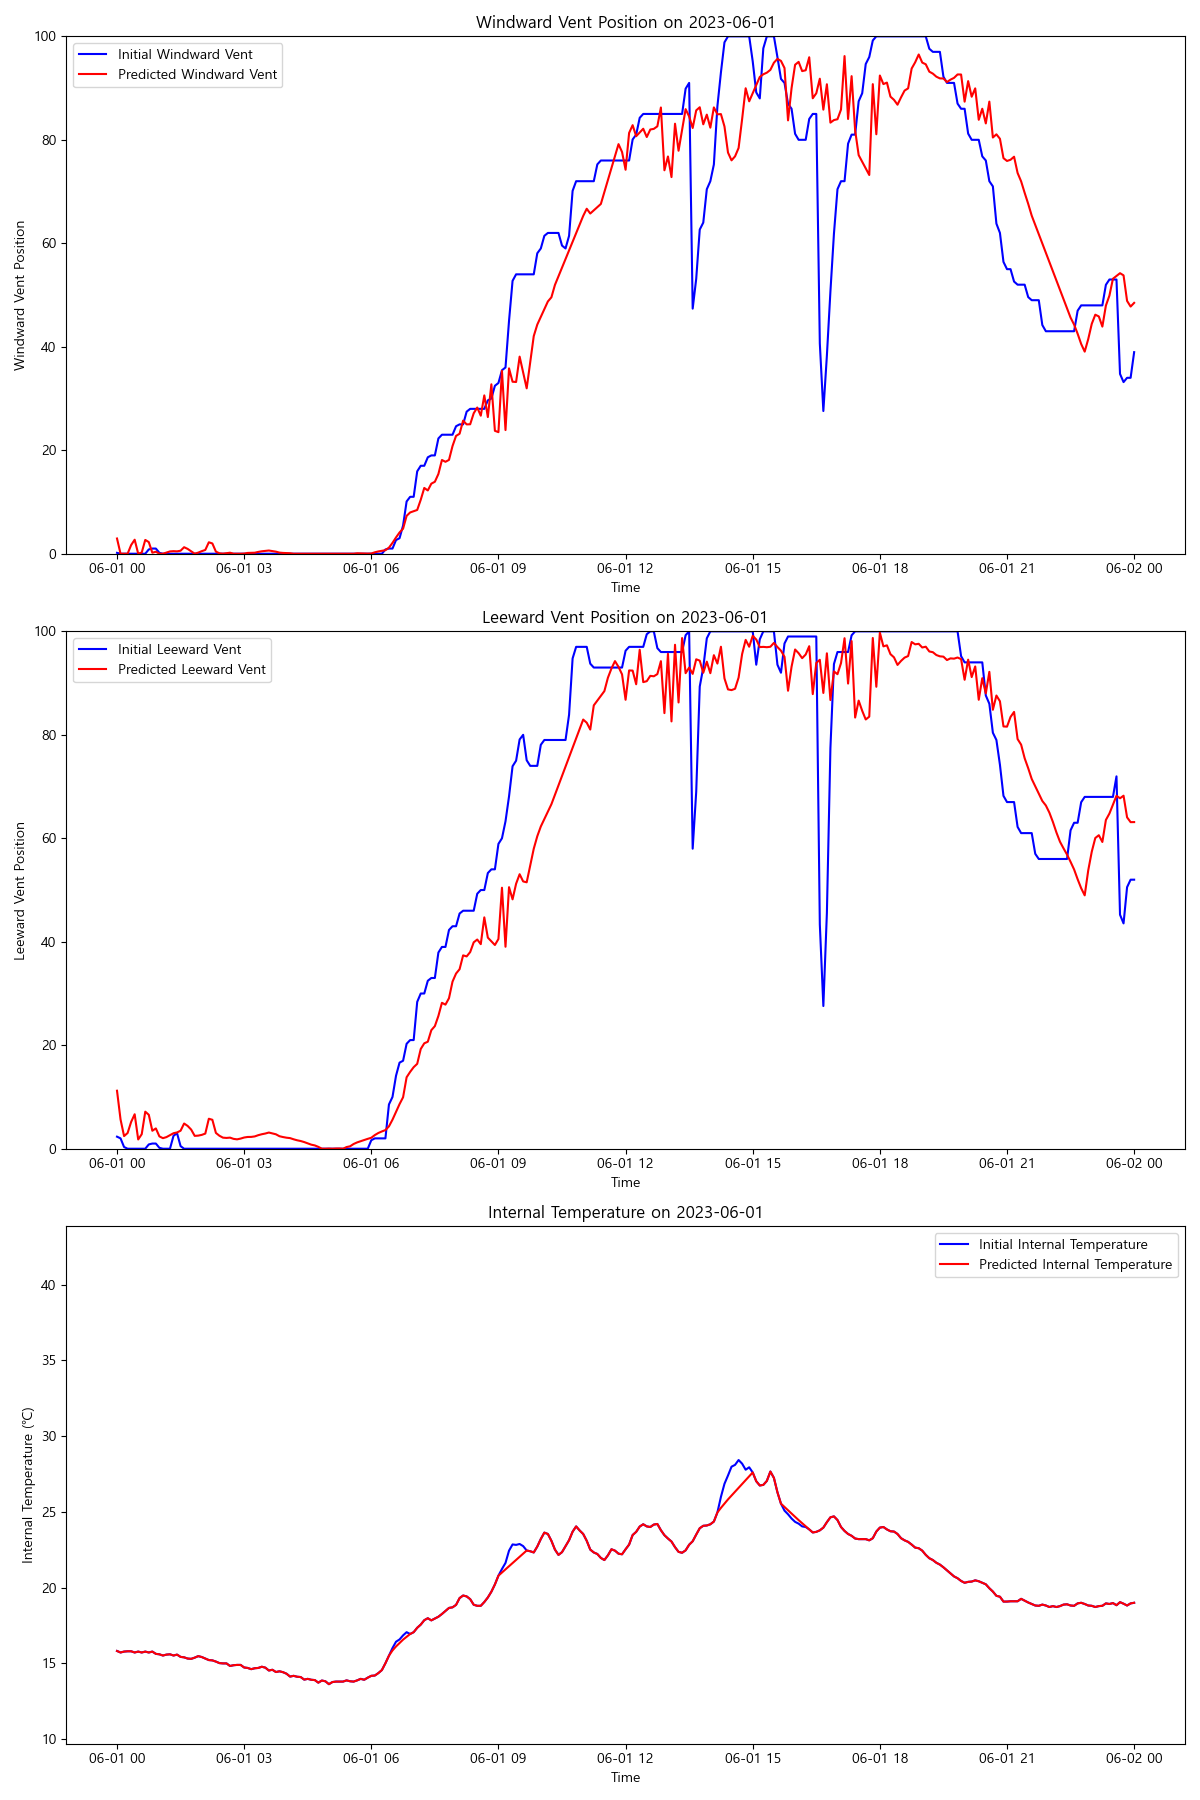 Windward Vent Position on 2023-06-01
Initial Windward Vent
Predicted Windward Vent
Windward Vent Position
100
80
60
40
20
0
06-01 00 06-01 03 06-01 06 06-01 09 06-01 12 06-01 15 06-01 18 06-01 21 06-02 00
Time
Leeward Vent Position on 2023-06-01
Initial Leeward Vent
Predicted Leeward Vent
Leeward Vent Position
100
80
60
40
20
0
06-01 00 06-01 03 06-01 06 06-01 09 06-01 12 06-01 15 06-01 18 06-01 21 06-02 00
Time
Internal Temperature on 2023-06-01
Initial Internal Temperature
Predicted Internal Temperature
Internal Temperature (℃)
40
35
30
25
20
15
10
06-01 00 06-01 03 06-01 06 06-01 09 06-01 12 06-01 15 06-01 18 06-01 21 06-02 00
Time